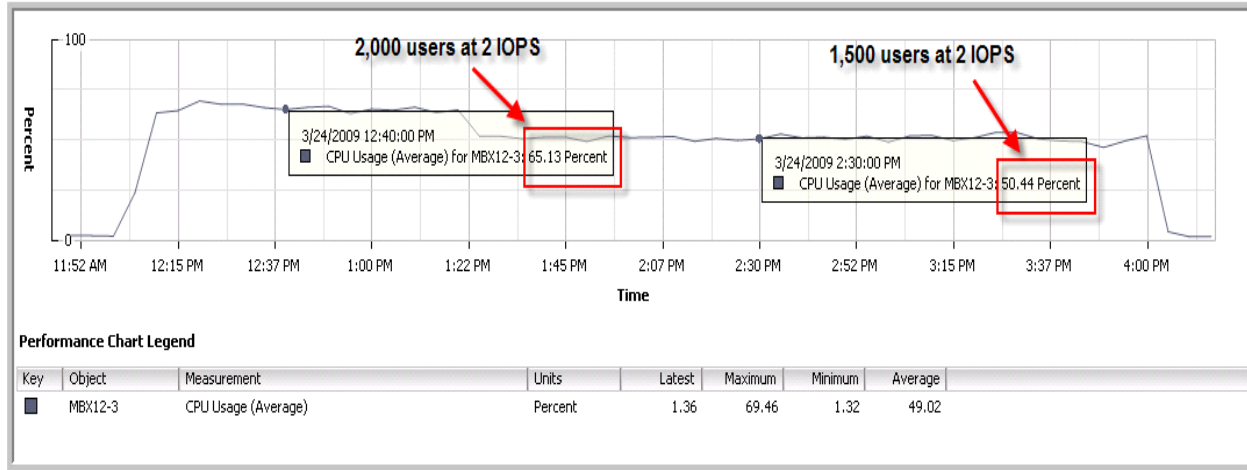 100
2,000 users at 2 IOPS
1,500 users at 2 IOPS
Percent
3/24/2009 12:40:00 PM
CPU Usage (Average) for MBX12-3: 65.13 Percent
3/24/2009 2:30:00 PM
CPU Usage (Average) for MBX12-3: 50.44 Percent
0
11:52 AM 12:15 PM 12:37 PM 1:00 PM 1:22 PM 1:45 PM 2:07 PM 2:30 PM 2:52 PM 3:15 PM 3:37 PM 4:00 PM
Time
Performance Chart Legend
Key Object Measurement Units Latest Maximum Minimum Average
MBX12-3 CPU Usage (Average) Percent 1.36 69.46 1.32 49.02